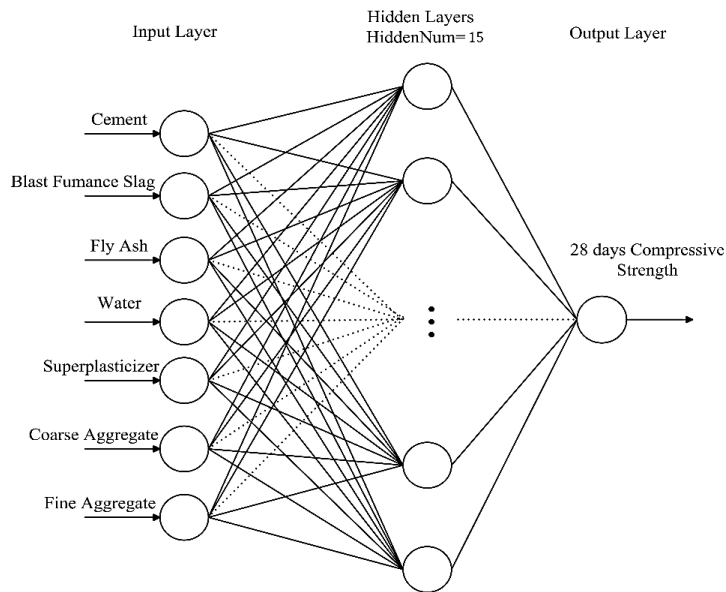 Input Layer
Hidden Layers
HiddenNum=15
Output Layer
Cement
Blast Fumance Slag
Fly Ash
Water
Superplasticizer
Coarse Aggregate
Fine Aggregate
28 days Compressive
Strength